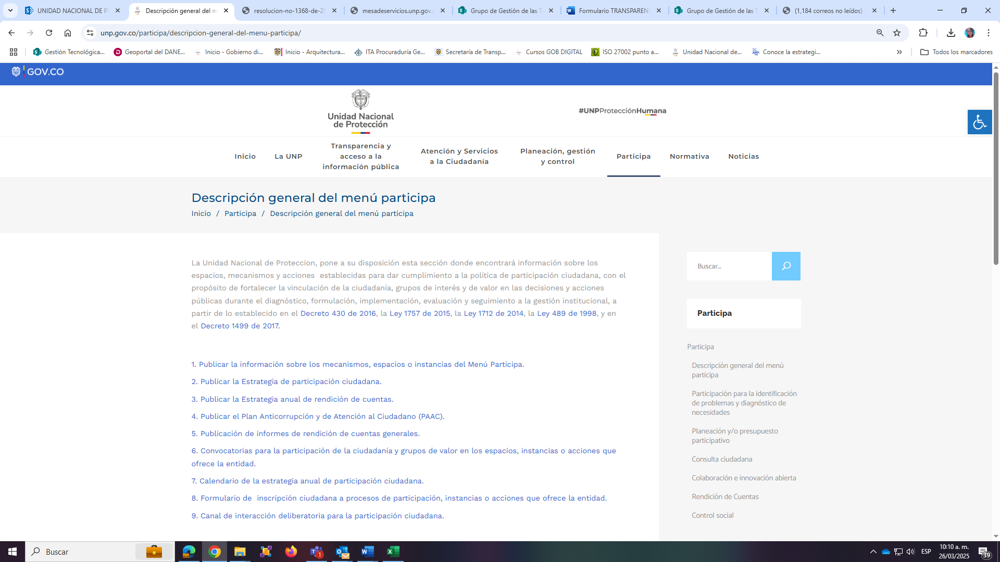 UNIDAD NACIONAL DE P
Descripción general del m
resolucion-no-1368-de-20
mesadeservicios.unp.gov.
Grupo de Gestión de las T
Formulario TRANSPARENC
Grupo de Gestión de las T
(1,184 correos no leídos)
unp.gov.co/participa/descripcion-general-del-menu-participa/
Gestión Tecnológica...
Geoportal del DANE...
Inicio - Gobierno di...
Inicio - Arquitectura...
ITA Procuraduría Ge...
Secretaría de Transp...
Cursos GOB DIGITAL
ISO 27002 punto a...
Unidad Nacional de...
Conoce la estrategi...
Todos los marcadores
GOV.CO
Unidad Nacional
de Protección
#UNPProtecciónHumana
Inicio
La UNP
Transparencia y
acceso a la
información pública
Atención y Servicios
a la Ciudadanía
Planeación, gestión
y control
Participa
Normativa
Noticias
Descripción general del menú participa
Inicio / Participa / Descripción general del menú participa
La Unidad Nacional de Proteccion, pone a su disposición esta sección donde encontrará información sobre los
espacios, mecanismos y acciones establecidas para dar cumplimiento a la política de participación ciudadana, con el
propósito de fortalecer la vinculación de la ciudadanía, grupos de interés y de valor en las decisiones y acciones
públicas durante el diagnóstico, formulación, implementación, evaluación y seguimiento a la gestión institucional, a
partir de lo establecido en el Decreto 430 de 2016, la Ley 1757 de 2015, la Ley 1712 de 2014, la Ley 489 de 1998, y en
el Decreto 1499 de 2017.
1. Publicar la información sobre los mecanismos, espacios o instancias del Menú Participa.
2. Publicar la Estrategia de participación ciudadana.
3. Publicar la Estrategia anual de rendición de cuentas.
4. Publicar el Plan Anticorrupción y de Atención al Ciudadano (PAAC).
5. Publicación de informes de rendición de cuentas generales.
6. Convocatorias para la participación de la ciudadanía y grupos de valor en los espacios, instancias o acciones que
ofrece la entidad.
7. Calendario de la estrategia anual de participación ciudadana.
8. Formulario de inscripción ciudadana a procesos de participación, instancias o acciones que ofrece la entidad.
9. Canal de interacción deliberatoria para la participación ciudadana.
Buscar...
Participa
Participa
Descripción general del menú
participa
Participación para la identificación
de problemas y diagnóstico de
necesidades
Planeación y/o presupuesto
participativo
Consulta ciudadana
Colaboración e innovación abierta
Rendición de Cuentas
Control social
Buscar
1
ESP
10:10 a. m.
26/03/2025
39